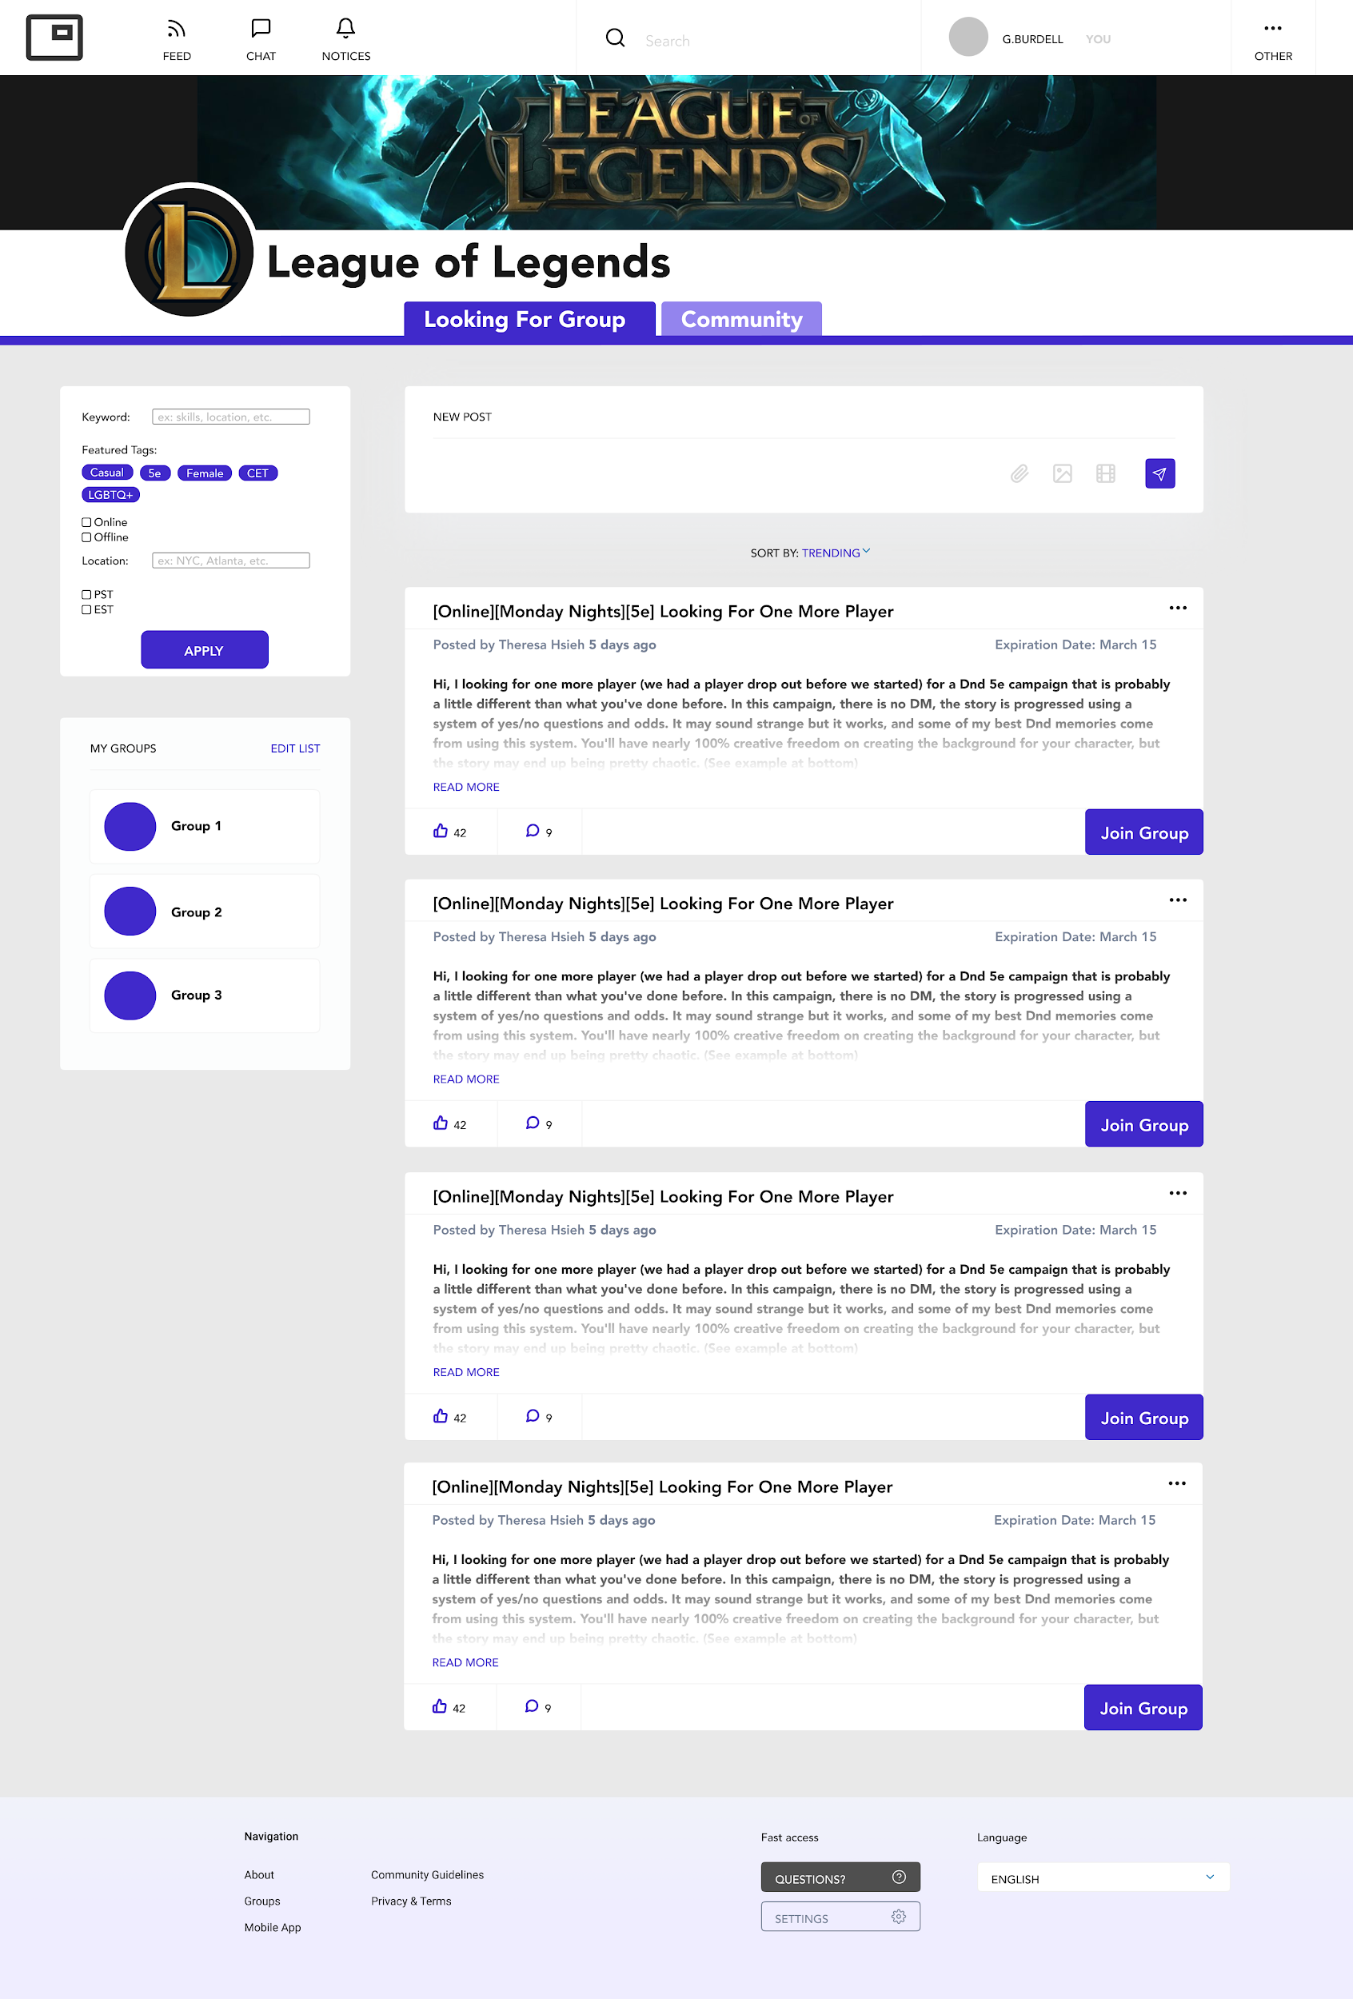 FEED
CHAT
NOTICES
Search
G.BURDELL YOU
OTHER
LEAGUE OF
LEGENDS
League of Legends
Looking For Group
Community
Keyword: ex: skills, location, etc.
Featured Tags:
Casual 5e Female CET
LGBTQ+
Online
Offline
Location: ex: NYC, Atlanta, etc.
PST
EST
APPLY
MY GROUPS EDIT LIST
Group 1
Group 2
Group 3
NEW POST
SORT BY: TRENDING
[Online][Monday Nights][5e] Looking For One More Player
Posted by Theresa Hsieh 5 days ago Expiration Date: March 15
Hi, I looking for one more player (we had a player drop out before we started) for a Dnd 5e campaign that is probably
a little different than what you've done before. In this campaign, there is no DM, the story is progressed using a
system of yes/no questions and odds. It may sound strange but it works, and some of my best Dnd memories come
from using this system. You'll have nearly 100% creative freedom on creating the background for your character, but
the story may end up being pretty chaotic. (See example at bottom)
READ MORE
42 9 Join Group
[Online][Monday Nights][5e] Looking For One More Player
Posted by Theresa Hsieh 5 days ago Expiration Date: March 15
Hi, I looking for one more player (we had a player drop out before we started) for a Dnd 5e campaign that is probably
a little different than what you've done before. In this campaign, there is no DM, the story is progressed using a
system of yes/no questions and odds. It may sound strange but it works, and some of my best Dnd memories come
from using this system. You'll have nearly 100% creative freedom on creating the background for your character, but
the story may end up being pretty chaotic. (See example at bottom)
READ MORE
42 9 Join Group
[Online][Monday Nights][5e] Looking For One More Player
Posted by Theresa Hsieh 5 days ago Expiration Date: March 15
Hi, I looking for one more player (we had a player drop out before we started) for a Dnd 5e campaign that is probably
a little different than what you've done before. In this campaign, there is no DM, the story is progressed using a
system of yes/no questions and odds. It may sound strange but it works, and some of my best Dnd memories come
from using this system. You'll have nearly 100% creative freedom on creating the background for your character, but
the story may end up being pretty chaotic. (See example at bottom)
READ MORE
42 9 Join Group
[Online][Monday Nights][5e] Looking For One More Player
Posted by Theresa Hsieh 5 days ago Expiration Date: March 15
Hi, I looking for one more player (we had a player drop out before we started) for a Dnd 5e campaign that is probably
a little different than what you've done before. In this campaign, there is no DM, the story is progressed using a
system of yes/no questions and odds. It may sound strange but it works, and some of my best Dnd memories come
from using this system. You'll have nearly 100% creative freedom on creating the background for your character, but
the story may end up being pretty chaotic. (See example at bottom)
READ MORE
42 9 Join Group
Navigation
About
Groups
Mobile App
Community Guidelines
Privacy & Terms
Fast access
QUESTIONS?
SETTINGS
Language
ENGLISH